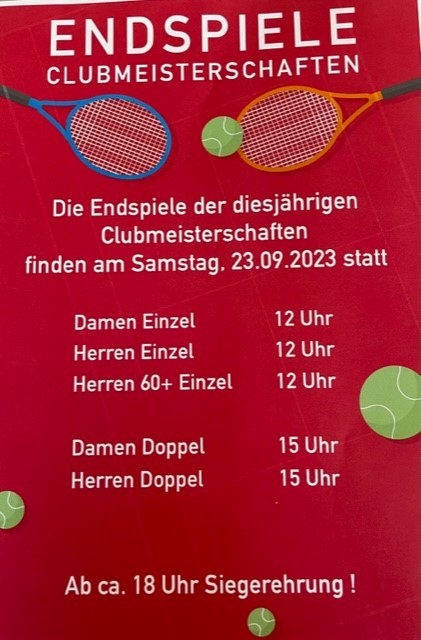 ENDSPIELE
CLUBMEISTERSCHAFTEN
Die Endspiele der diesjährigen
Clubmeisterschaften
finden am Samstag, 23.09.2023 statt
Damen Einzel 12 Uhr
Herren Einzel 12 Uhr
Herren 60+ Einzel 12 Uhr
Damen Doppel 15 Uhr
Herren Doppel 15 Uhr
Ab ca. 18 Uhr Siegerehrung !